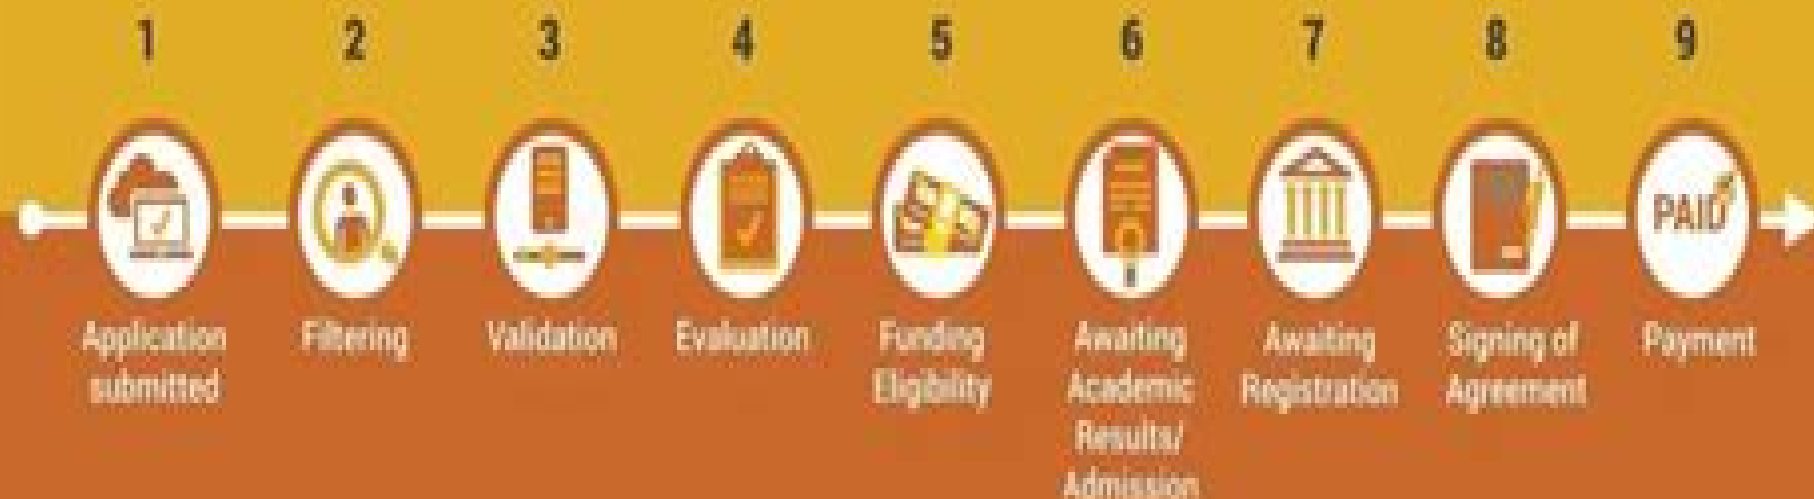 1 2 3 4 5 6 7 8 9
PAID
Application
submitted
Filtering
Validation
Evaluation
Funding
Eligibility
Awaiting
Academic
Results/
Admission
Awaiting
Registration
Signing of
Agreement
Payment